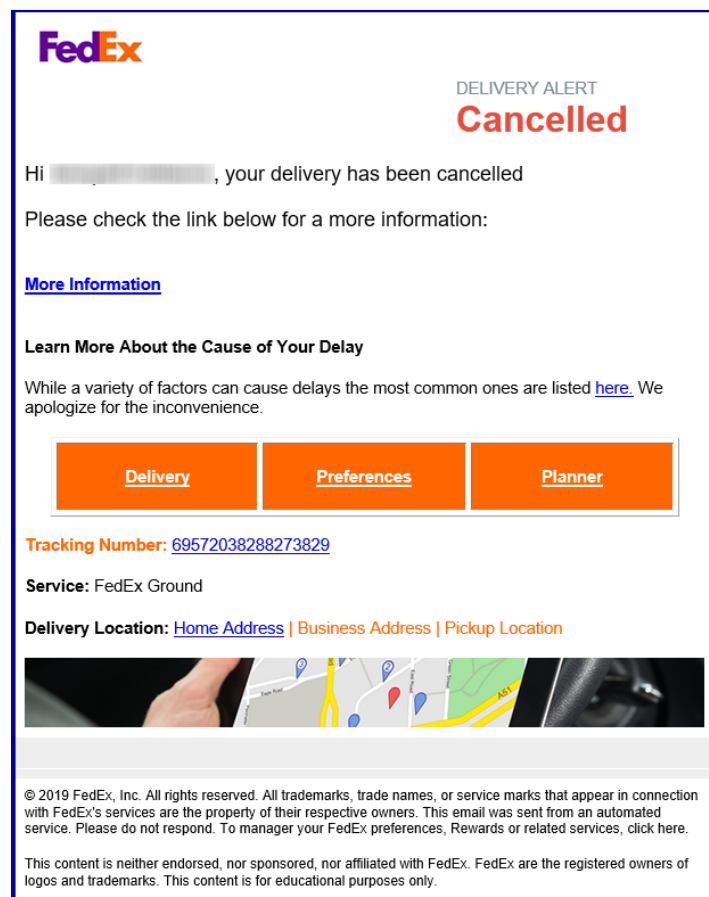 FedEx
DELIVERY ALERT
Cancelled
Hi , your delivery has been cancelled
Please check the link below for a more information:
More Information
Learn More About the Cause of Your Delay
While a variety of factors can cause delays the most common ones are listed here. We
apologize for the inconvenience.
Delivery Preferences Planner
Tracking Number: 69572038288273829
Service: FedEx Ground
Delivery Location: Home Address | Business Address | Pickup Location
3
2
Eagle Road
East Road
A51
© 2019 FedEx, Inc. All rights reserved. All trademarks, trade names, or service marks that appear in connection
with FedEx's services are the property of their respective owners. This email was sent from an automated
service. Please do not respond. To manager your FedEx preferences, Rewards or related services, click here.
This content is neither endorsed, nor sponsored, nor affiliated with FedEx. FedEx are the registered owners of
logos and trademarks. This content is for educational purposes only.